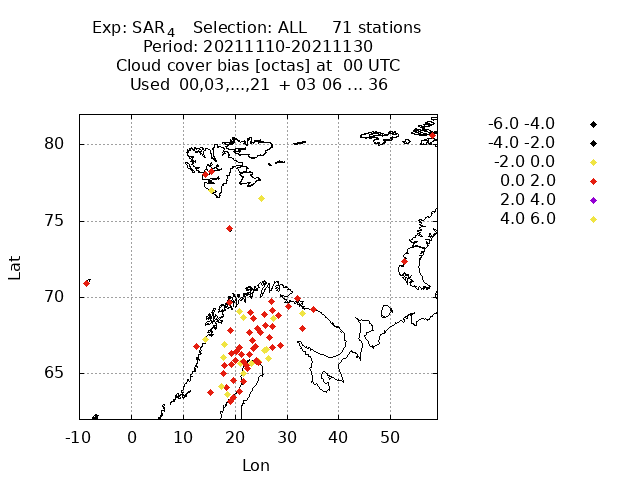 Exp: SAR4 Selection: ALL 71 stations
Period: 20211110-20211130
Cloud cover bias [octas] at 00 UTC
Used 00,03,...,21 + 03 06 ... 36
-6.0 -4.0
-4.0 -2.0
-2.0 0.0
0.0 2.0
2.0 4.0
4.0 6.0
80
75
70
65
Lat
-10 0 10 20 30 40 50
Lon